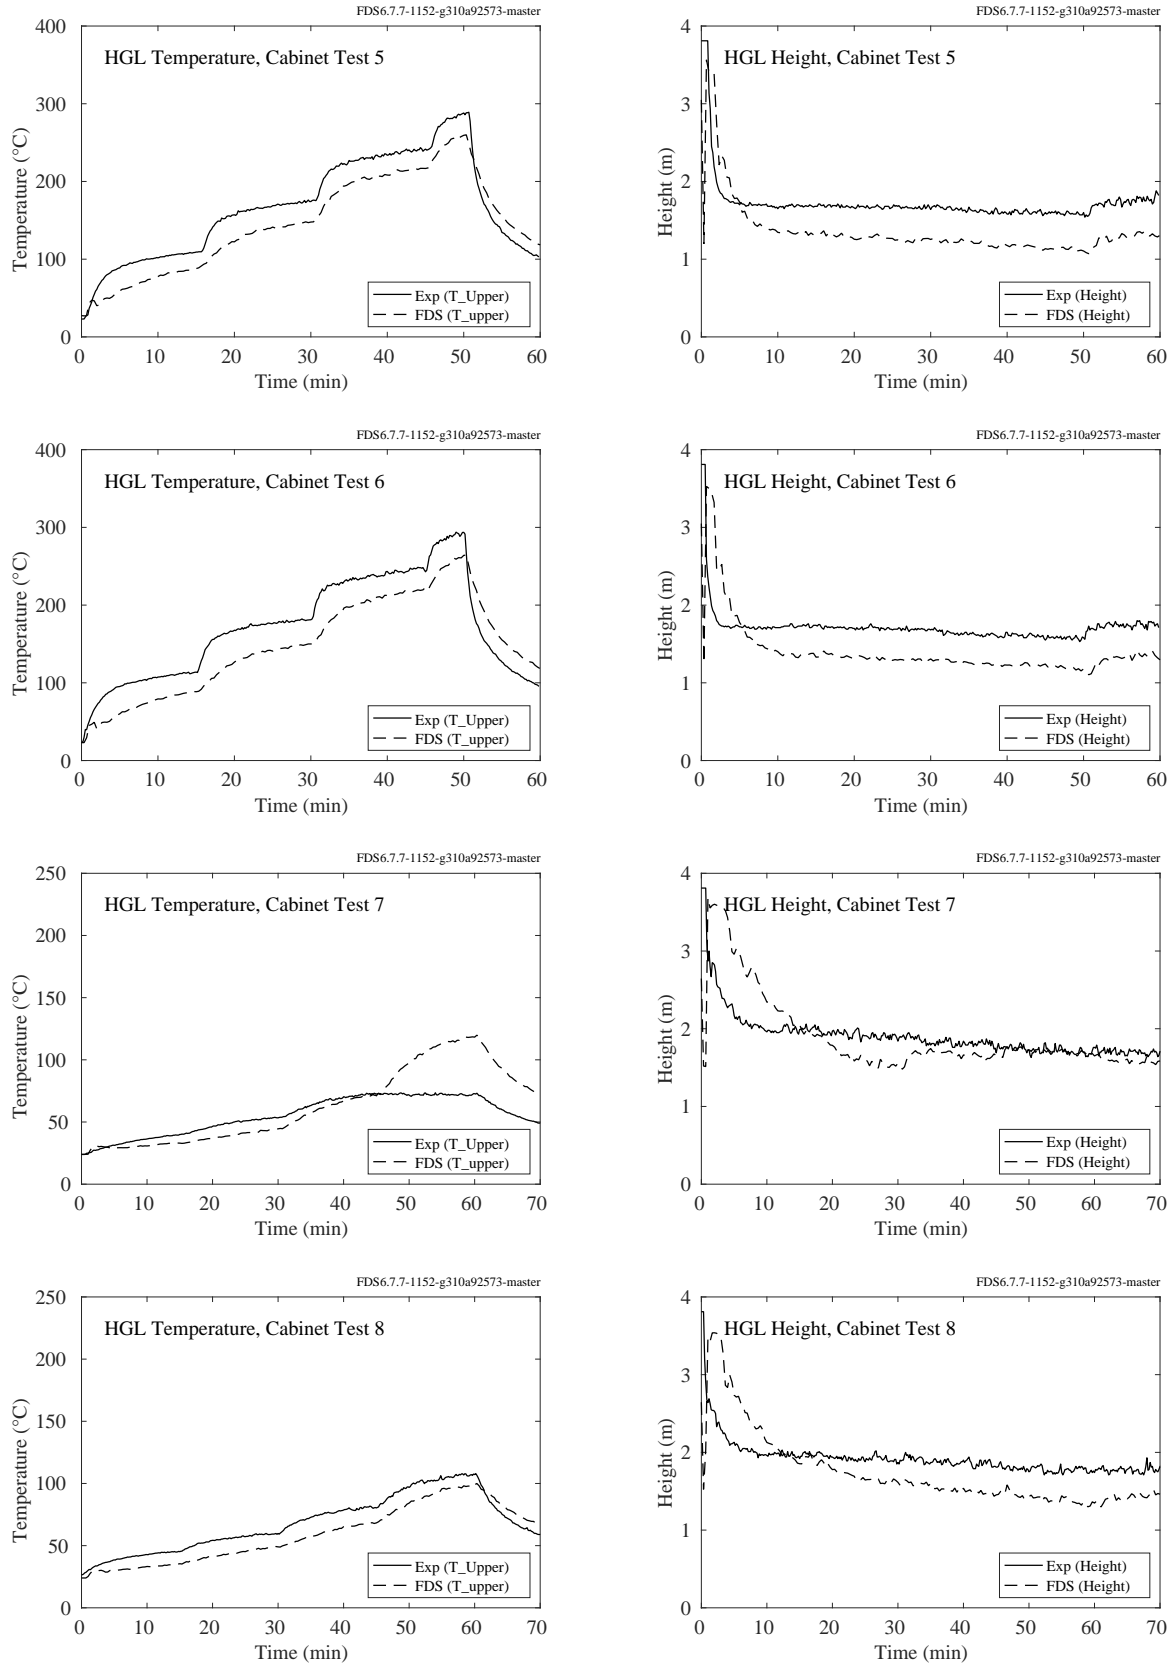 FDS6.7.7-1152-g310a92573-master
HGL Temperature, Cabinet Test 5
Temperature (°C)
400
300
200
100
0
0 10 20 30 40 50 60
Time (min)
Exp (T_Upper)
FDS (T_upper)
FDS6.7.7-1152-g310a92573-master
HGL Height, Cabinet Test 5
Height (m)
4
3
2
1
0
0 10 20 30 40 50 60
Time (min)
Exp (Height)
FDS (Height)
FDS6.7.7-1152-g310a92573-master
HGL Temperature, Cabinet Test 6
Temperature (°C)
400
300
200
100
0
0 10 20 30 40 50 60
Time (min)
Exp (T_Upper)
FDS (T_upper)
FDS6.7.7-1152-g310a92573-master
HGL Height, Cabinet Test 6
Height (m)
4
3
2
1
0
0 10 20 30 40 50 60
Time (min)
Exp (Height)
FDS (Height)
FDS6.7.7-1152-g310a92573-master
HGL Temperature, Cabinet Test 7
Temperature (°C)
250
200
150
100
50
0
0 10 20 30 40 50 60 70
Time (min)
Exp (T_Upper)
FDS (T_upper)
FDS6.7.7-1152-g310a92573-master
HGL Height, Cabinet Test 7
Height (m)
4
3
2
1
0
0 10 20 30 40 50 60 70
Time (min)
Exp (Height)
FDS (Height)
FDS6.7.7-1152-g310a92573-master
HGL Temperature, Cabinet Test 8
Temperature (°C)
250
200
150
100
50
0
0 10 20 30 40 50 60 70
Time (min)
Exp (T_Upper)
FDS (T_upper)
FDS6.7.7-1152-g310a92573-master
HGL Height, Cabinet Test 8
Height (m)
4
3
2
1
0
0 10 20 30 40 50 60 70
Time (min)
Exp (Height)
FDS (Height)